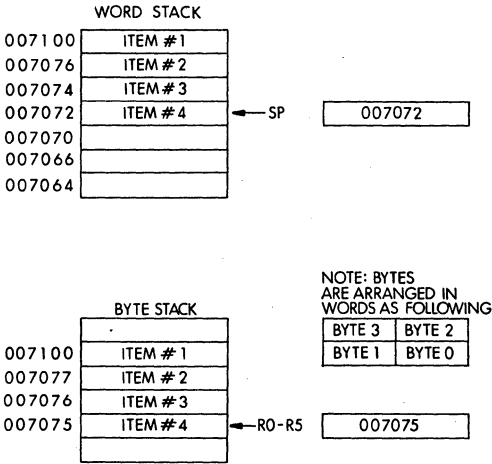 WORD STACK
007100 ITEM #1
007076 ITEM #2
007074 ITEM #3
007072 ITEM #4 SP 007072
007070
007066
007064
NOTE: BYTES
ARE ARRANGED IN
WORDS AS FOLLOWING
BYTE 3 BYTE 2
BYTE 1 BYTE 0
BYTE STACK
007100 ITEM #1
007077 ITEM #2
007076 ITEM #3
007075 ITEM #4 R0-R5 007075